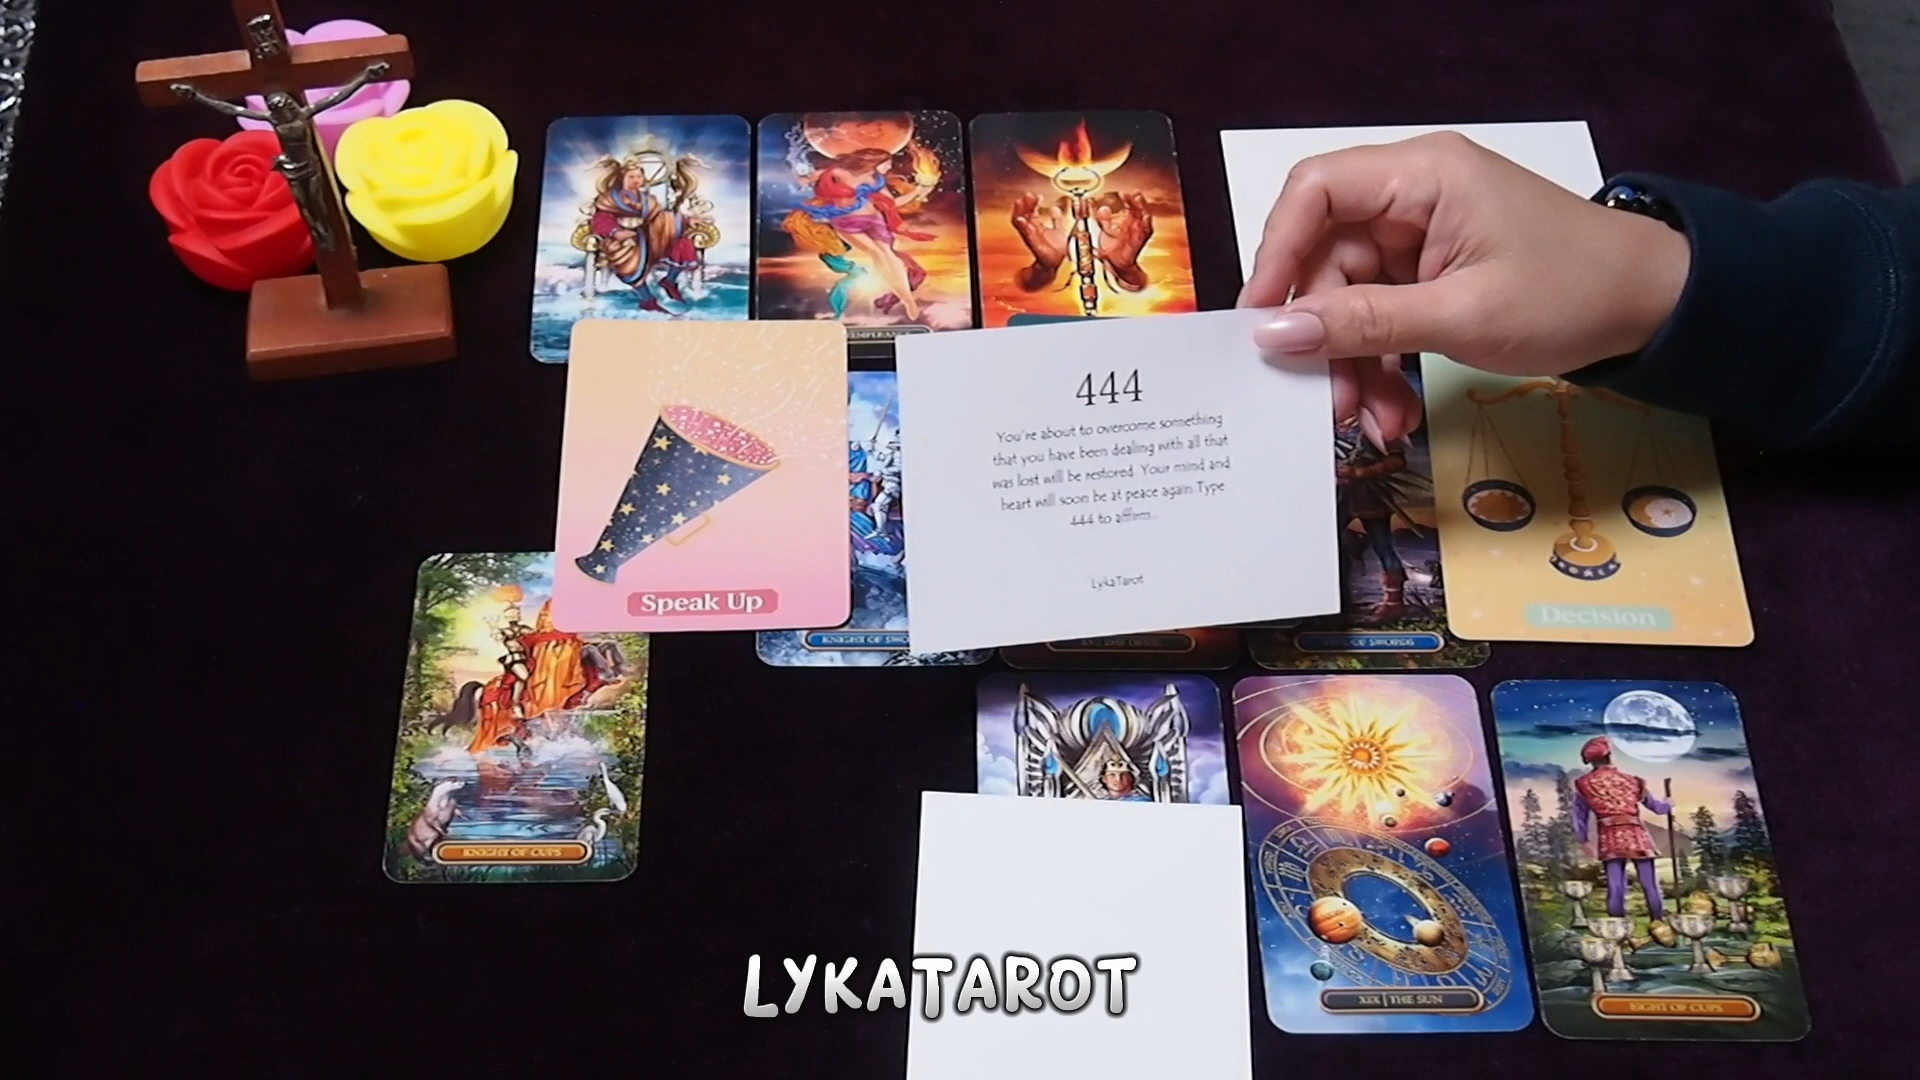 TEMPERANCE
444
You're about to overcome something
that you have been dealing with all that
was lost will be restored. Your mind and
heart will soon be at peace again. Type
444 to affirm...
LykaTarot
Speak Up
Decision
KNIGHT OF
OF SWORDS
KNIGHT OF CUPS
XIX | THE SUN
EIGHT OF CUPS
LYKATAROT